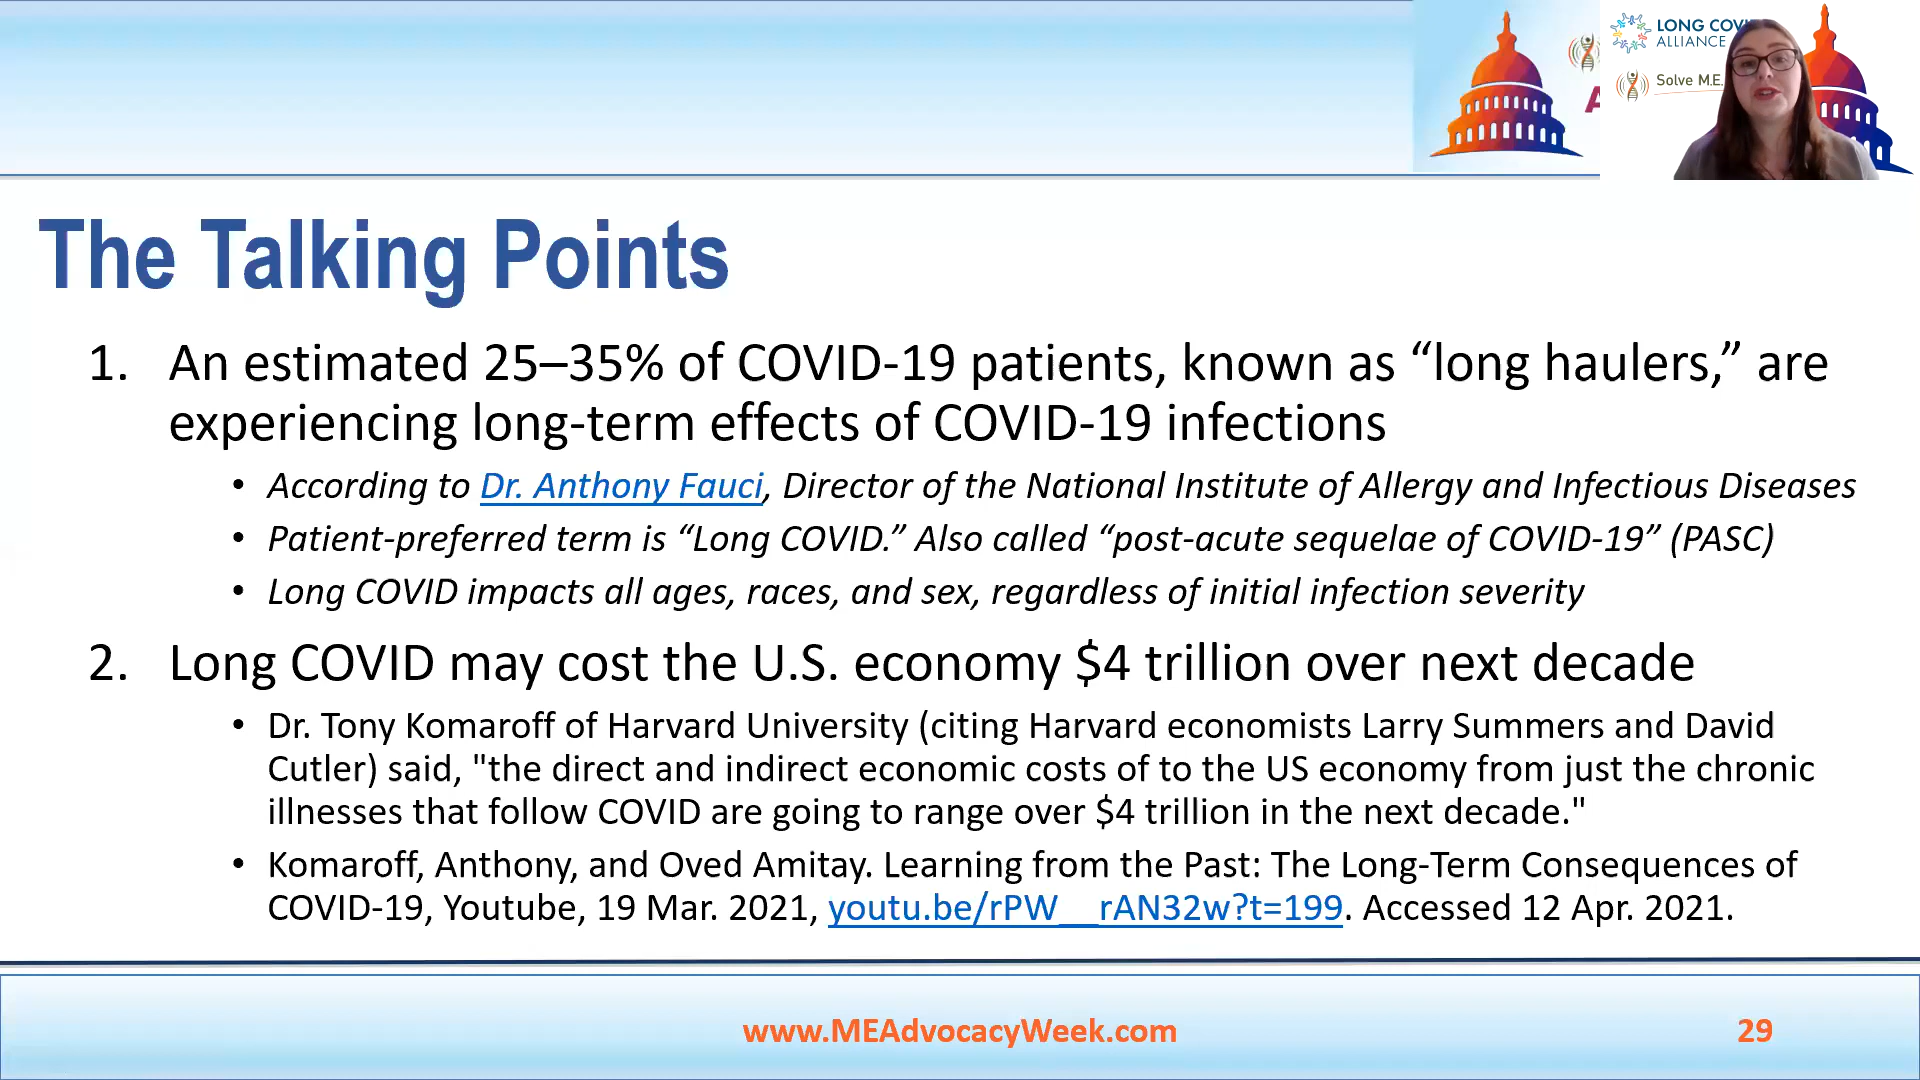 LONG COV
ALLIANCE
Solve M.E.
A
The Talking Points
1. An estimated 25–35% of COVID-19 patients, known as “long haulers,” are
experiencing long-term effects of COVID-19 infections
• According to Dr. Anthony Fauci, Director of the National Institute of Allergy and Infectious Diseases
• Patient-preferred term is “Long COVID.” Also called “post-acute sequelae of COVID-19” (PASC)
• Long COVID impacts all ages, races, and sex, regardless of initial infection severity
2. Long COVID may cost the U.S. economy $4 trillion over next decade
• Dr. Tony Komaroff of Harvard University (citing Harvard economists Larry Summers and David
Cutler) said, "the direct and indirect economic costs of to the US economy from just the chronic
illnesses that follow COVID are going to range over $4 trillion in the next decade."
• Komaroff, Anthony, and Oved Amitay. Learning from the Past: The Long-Term Consequences of
COVID-19, Youtube, 19 Mar. 2021, youtu.be/rPW__rAN32w?t=199. Accessed 12 Apr. 2021.
www.MEAdvocacyWeek.com
29